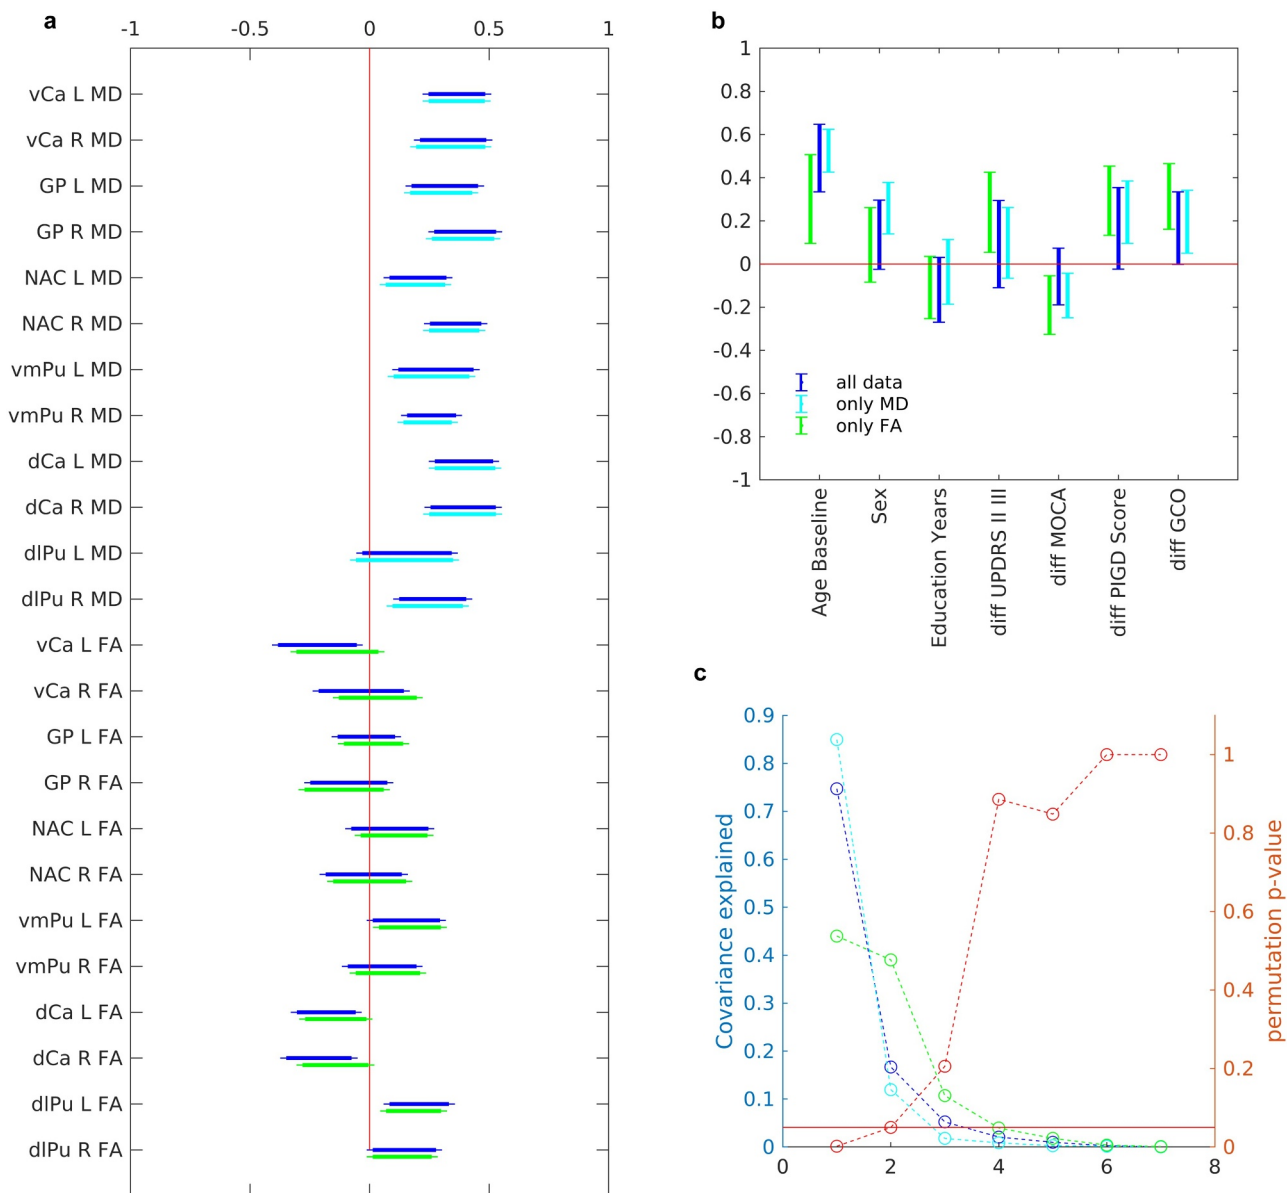 a
-1 -0.5 0 0.5 1
vCa L MD
vCa R MD
GP L MD
GP R MD
NAC L MD
NAC R MD
vmPu L MD
vmPu R MD
dCa L MD
dCa R MD
dlPu L MD
dlPu R MD
vCa L FA
vCa R FA
GP L FA
GP R FA
NAC L FA
NAC R FA
vmPu L FA
vmPu R FA
dCa L FA
dCa R FA
dlPu L FA
dlPu R FA
b
1
0.8
0.6
0.4
0.2
0
-0.2
-0.4
-0.6
-0.8
-1
all data
only MD
only FA
Age Baseline
Sex
Education Years
diff UPDRS II III
diff MOCA
diff PIGD Score
diff GCO
c
Covariance explained
0.9
0.8
0.7
0.6
0.5
0.4
0.3
0.2
0.1
0
0 2 4 6 8
1
0.8
0.6
0.4
0.2
0
permutation p-value